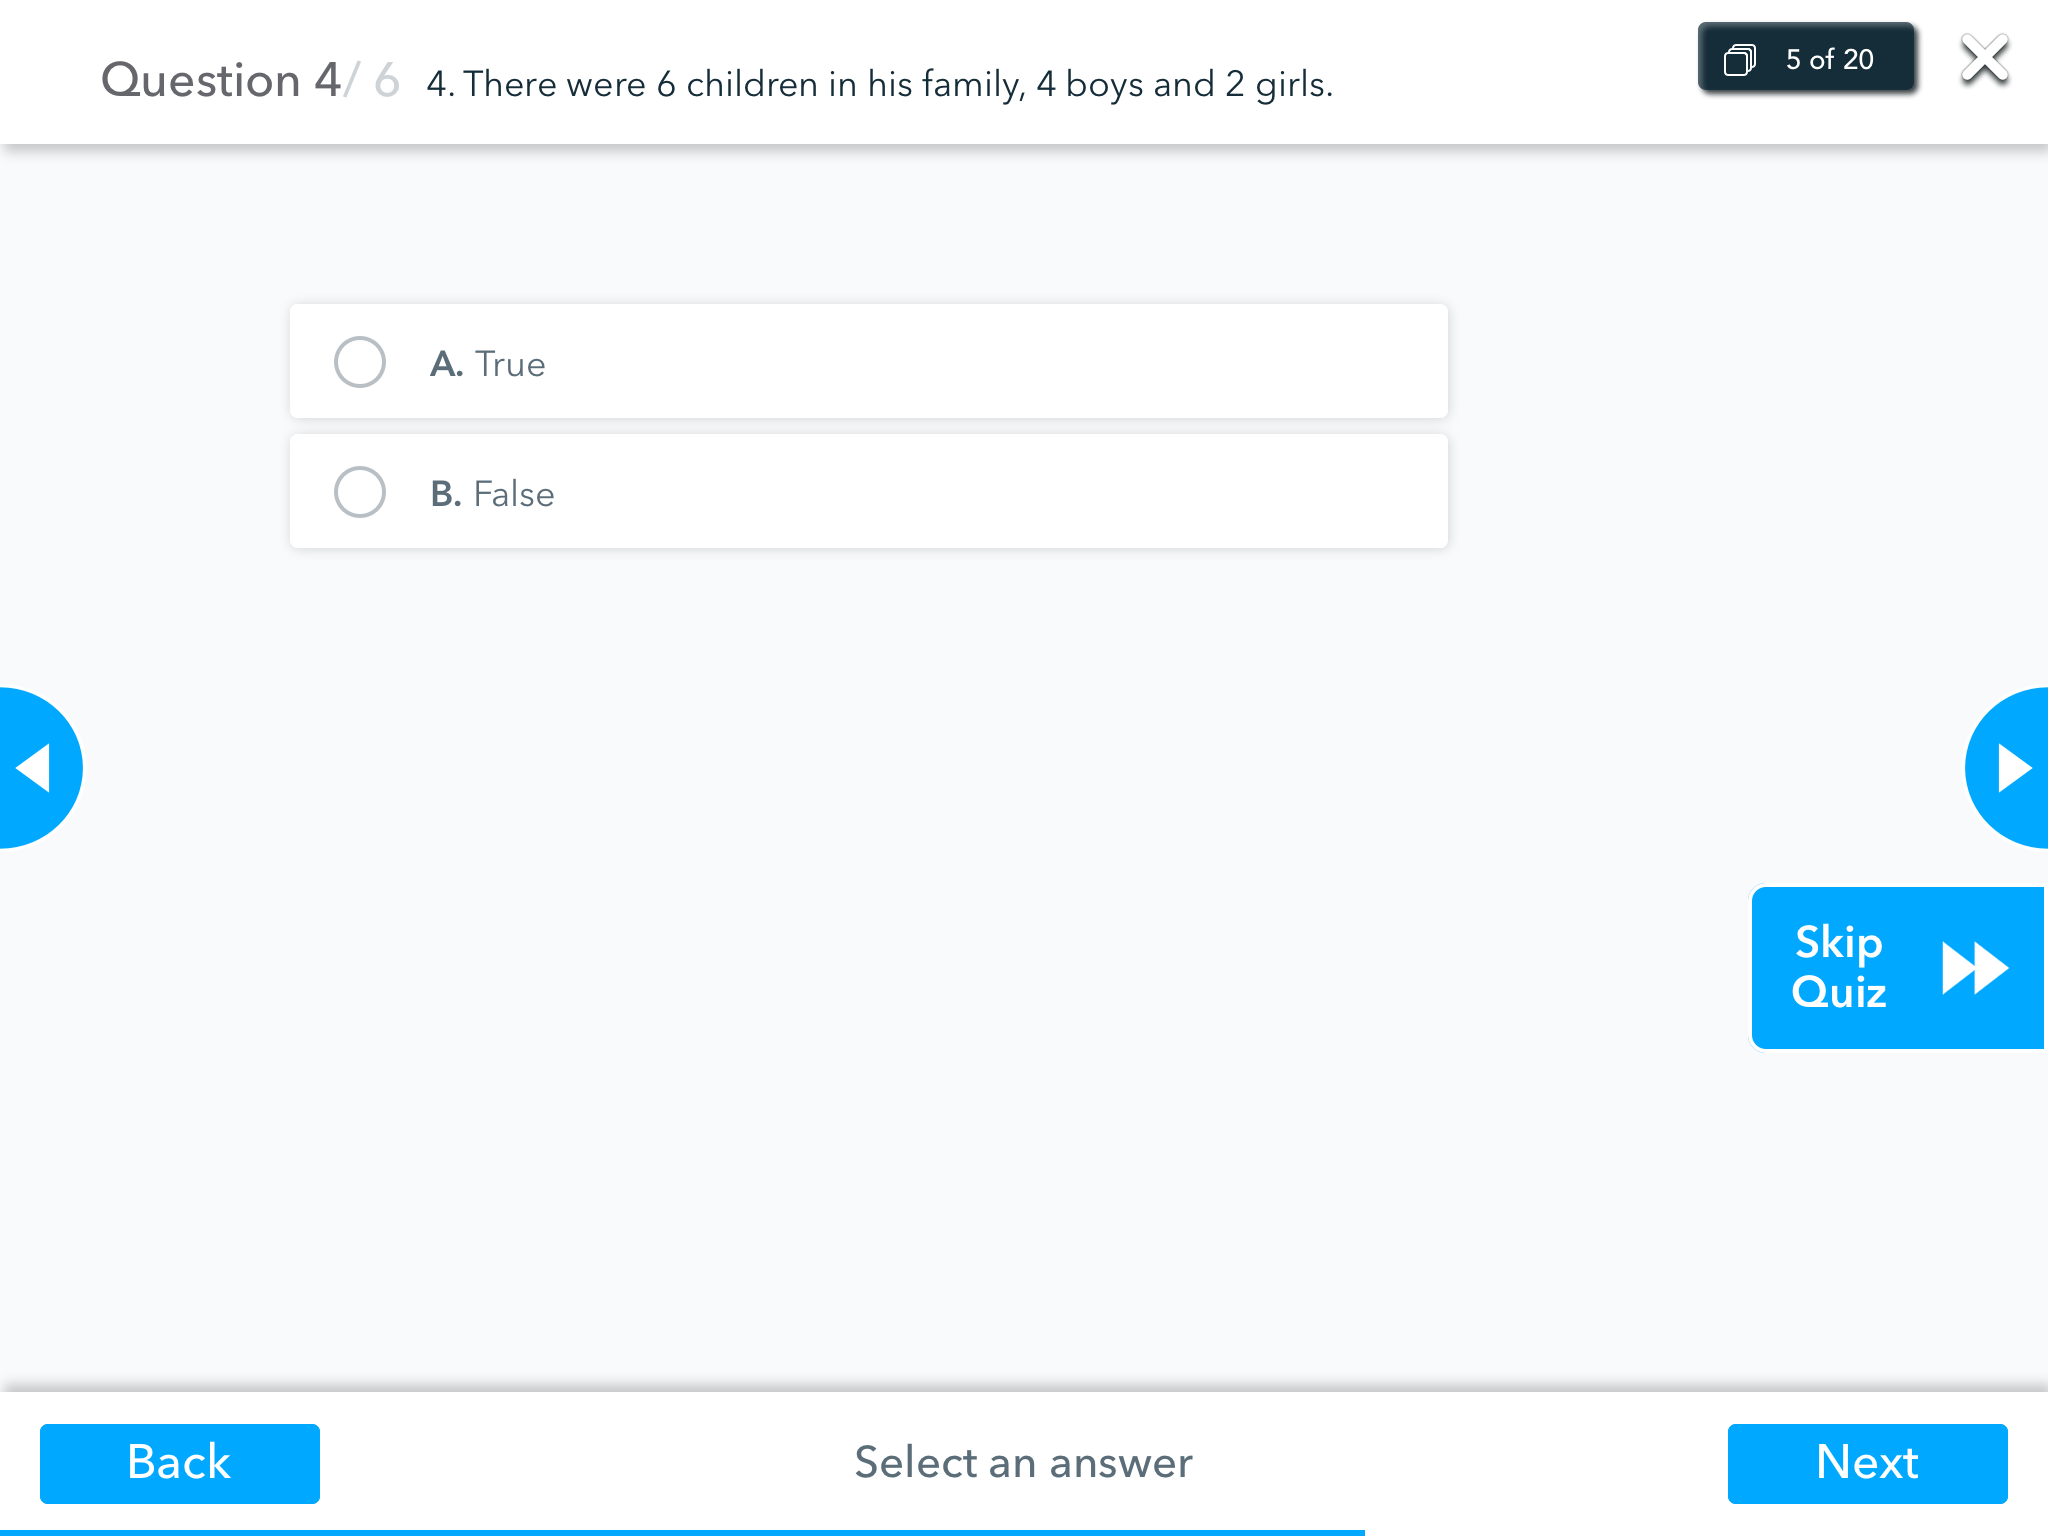 Question 4/ 6 4. There were 6 children in his family, 4 boys and 2 girls.
5 of 20
A. True
B. False
Skip
Quiz
Back
Select an answer
Next